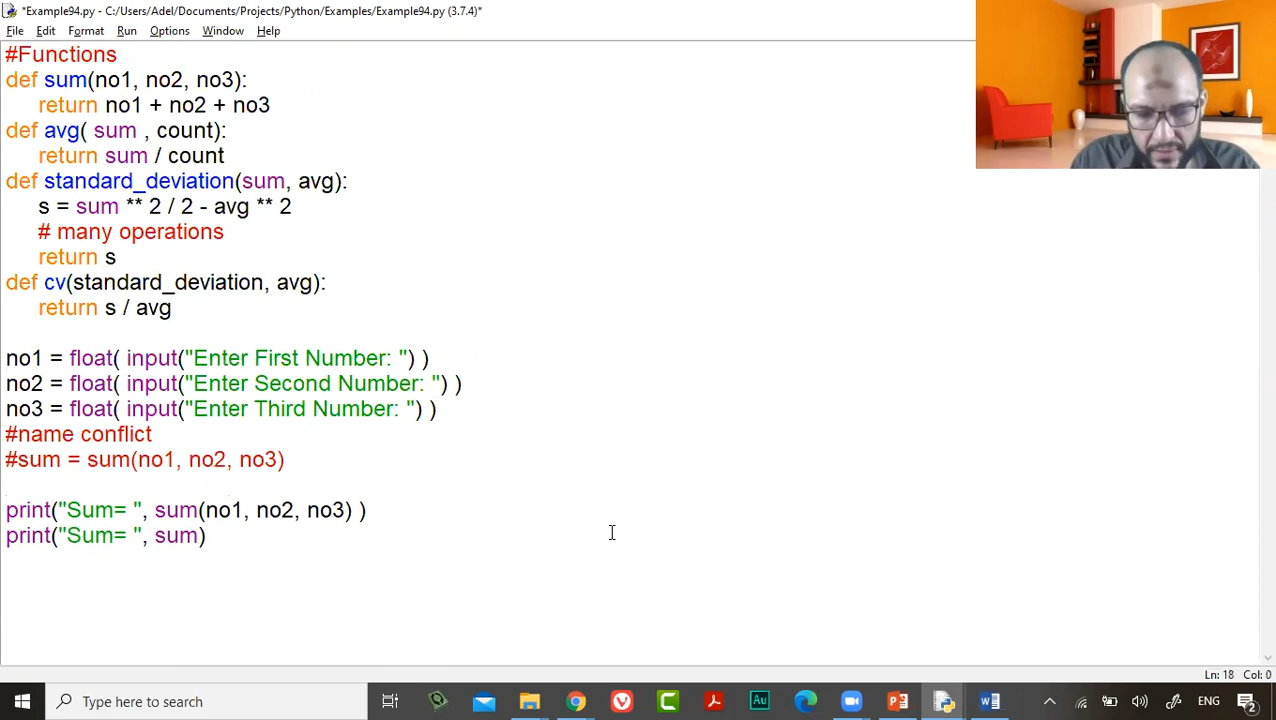 *Example94.py - C:/Users/Adel/Documents/Projects/Python/Examples/Example94.py (3.7.4)*
File Edit Format Run Options Window Help
#Functions
def sum(no1, no2, no3):
return no1 + no2 + no3
def avg( sum , count):
return sum / count
def standard_deviation(sum, avg):
s = sum ** 2 / 2 - avg ** 2
# many operations
return s
def cv(standard_deviation, avg):
return s / avg
no1 = float( input("Enter First Number: ") )
no2 = float( input("Enter Second Number: ") )
no3 = float( input("Enter Third Number: ") )
#name conflict
#sum = sum(no1, no2, no3)
print("Sum= ", sum(no1, no2, no3) )
print("Sum= ", sum)
Ln: 18 Col: 0
Type here to search
Au
ENG
2